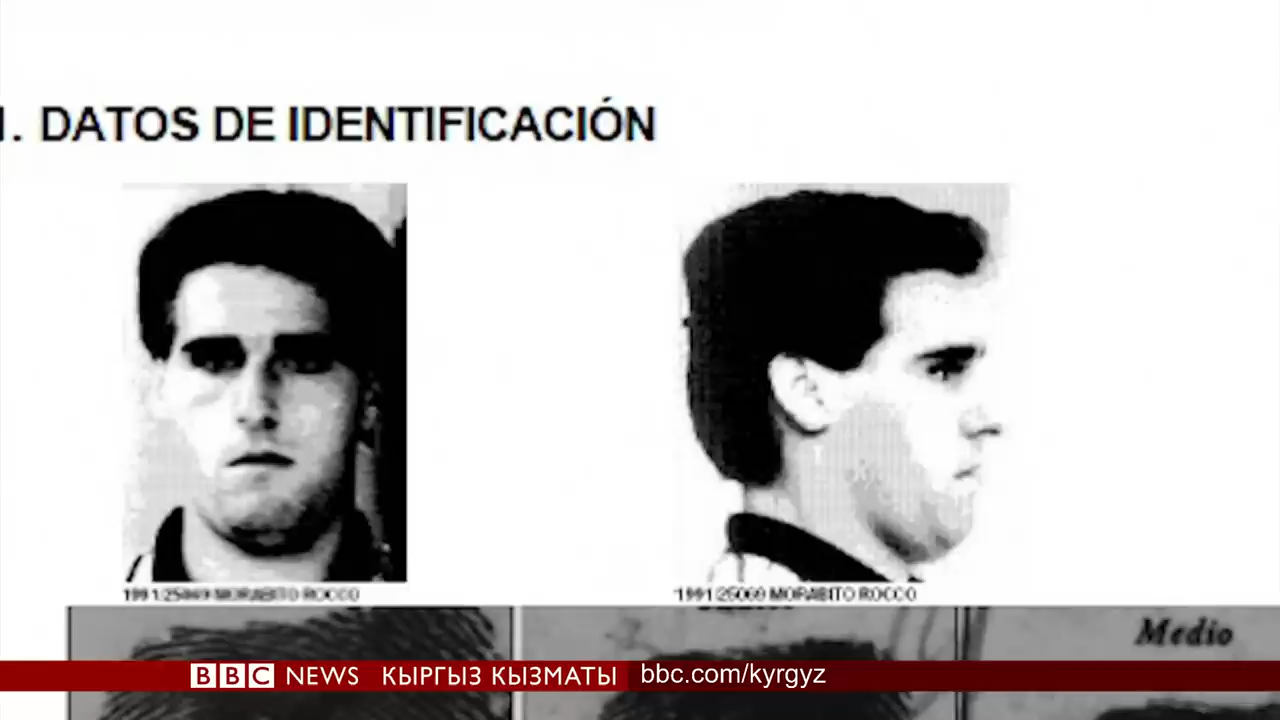 1. DATOS DE IDENTIFICACIÓN
1991/25069 MORABITO ROCCO
1991/25069 MORABITO ROCCO
Medio
BBC NEWS КЫРГЫЗ КЫЗМАТЫ bbc.com/kyrgyz